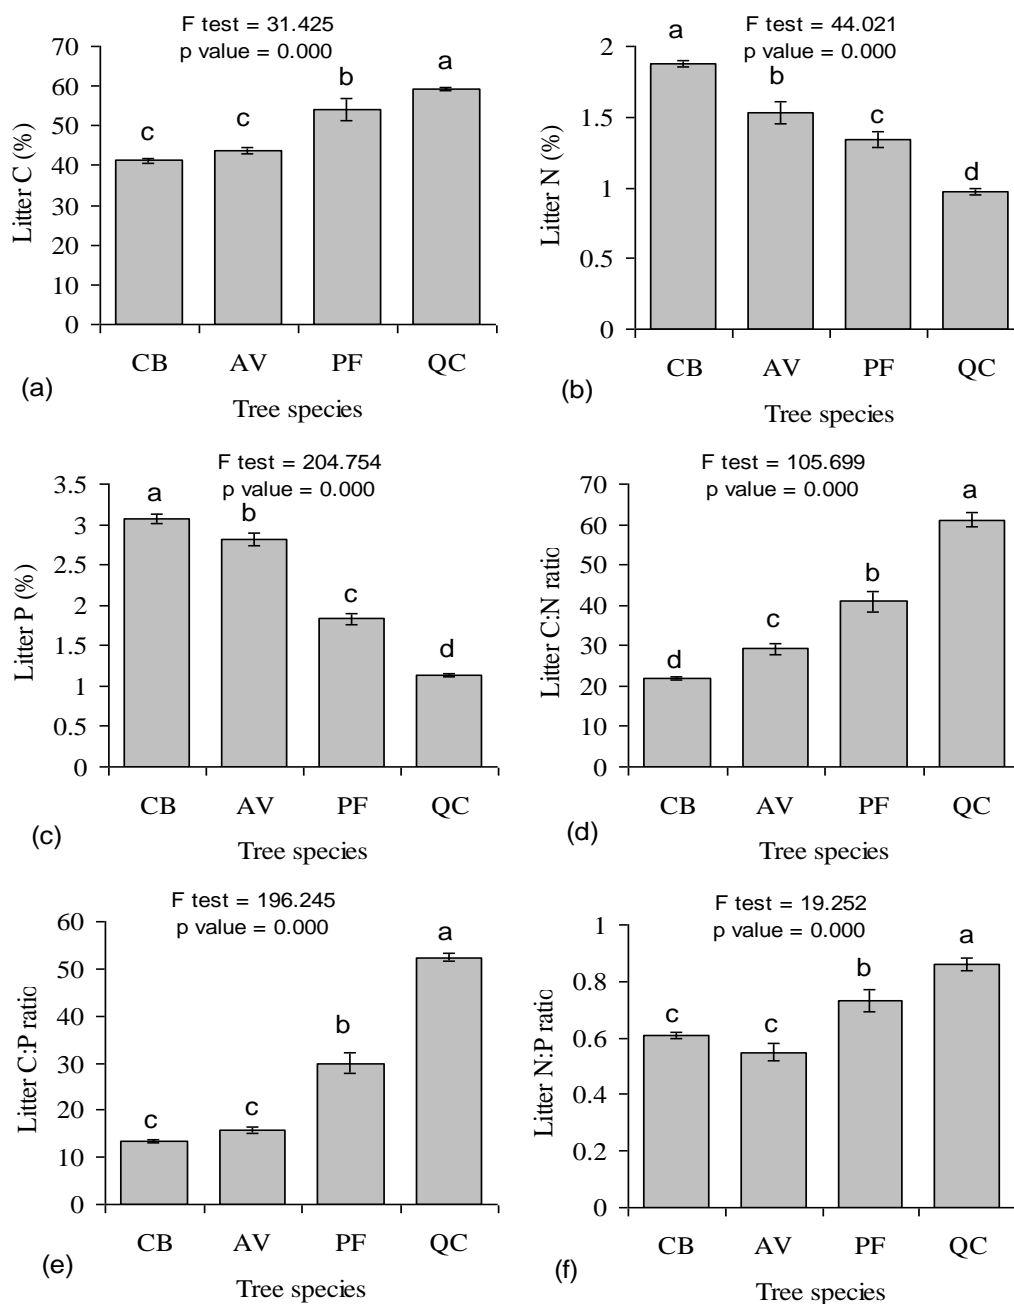 F test = 31.425
p value = 0.000
Litter C (%)
70
60
50
40
30
20
10
0
c
c
b
a
CB AV PF QC
(a)
Tree species
F test = 44.021
p value = 0.000
Litter N (%)
2
1.5
1
0.5
0
a
b
c
d
CB AV PF QC
(b)
Tree species
F test = 204.754
p value = 0.000
Litter P (%)
3.5
3
2.5
2
1.5
1
0.5
0
a
b
c
d
CB AV PF QC
(c)
Tree species
F test = 105.699
p value = 0.000
Litter C:N ratio
70
60
50
40
30
20
10
0
d
c
b
a
CB AV PF QC
(d)
Tree species
F test = 196.245
p value = 0.000
Litter C:P ratio
60
50
40
30
20
10
0
c
c
b
a
CB AV PF QC
(e)
Tree species
F test = 19.252
p value = 0.000
Litter N:P ratio
1
0.8
0.6
0.4
0.2
0
c
c
b
a
CB AV PF QC
(f)
Tree species